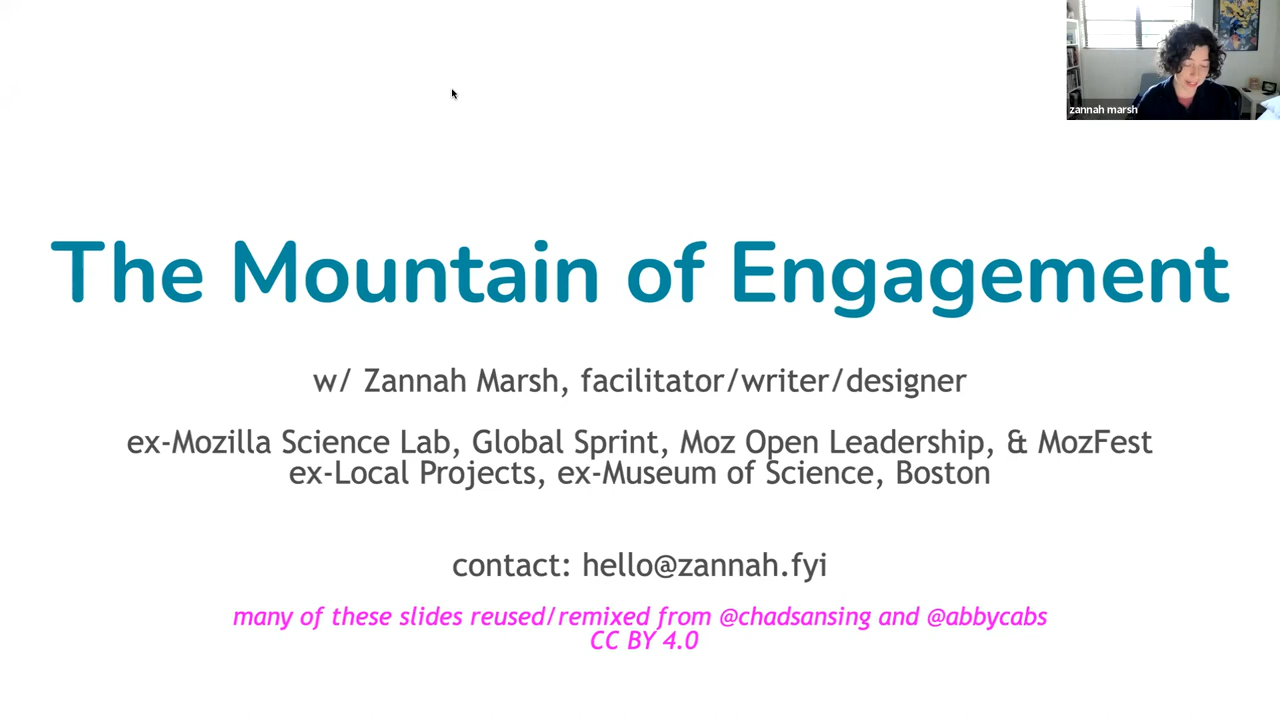 zannah marsh
The Mountain of Engagement
w/ Zannah Marsh, facilitator/writer/designer
ex-Mozilla Science Lab, Global Sprint, Moz Open Leadership, & MozFest
ex-Local Projects, ex-Museum of Science, Boston
contact: hello@zannah.fyi
many of these slides reused/remixed from @chadsansing and @abbycabs
CC BY 4.0